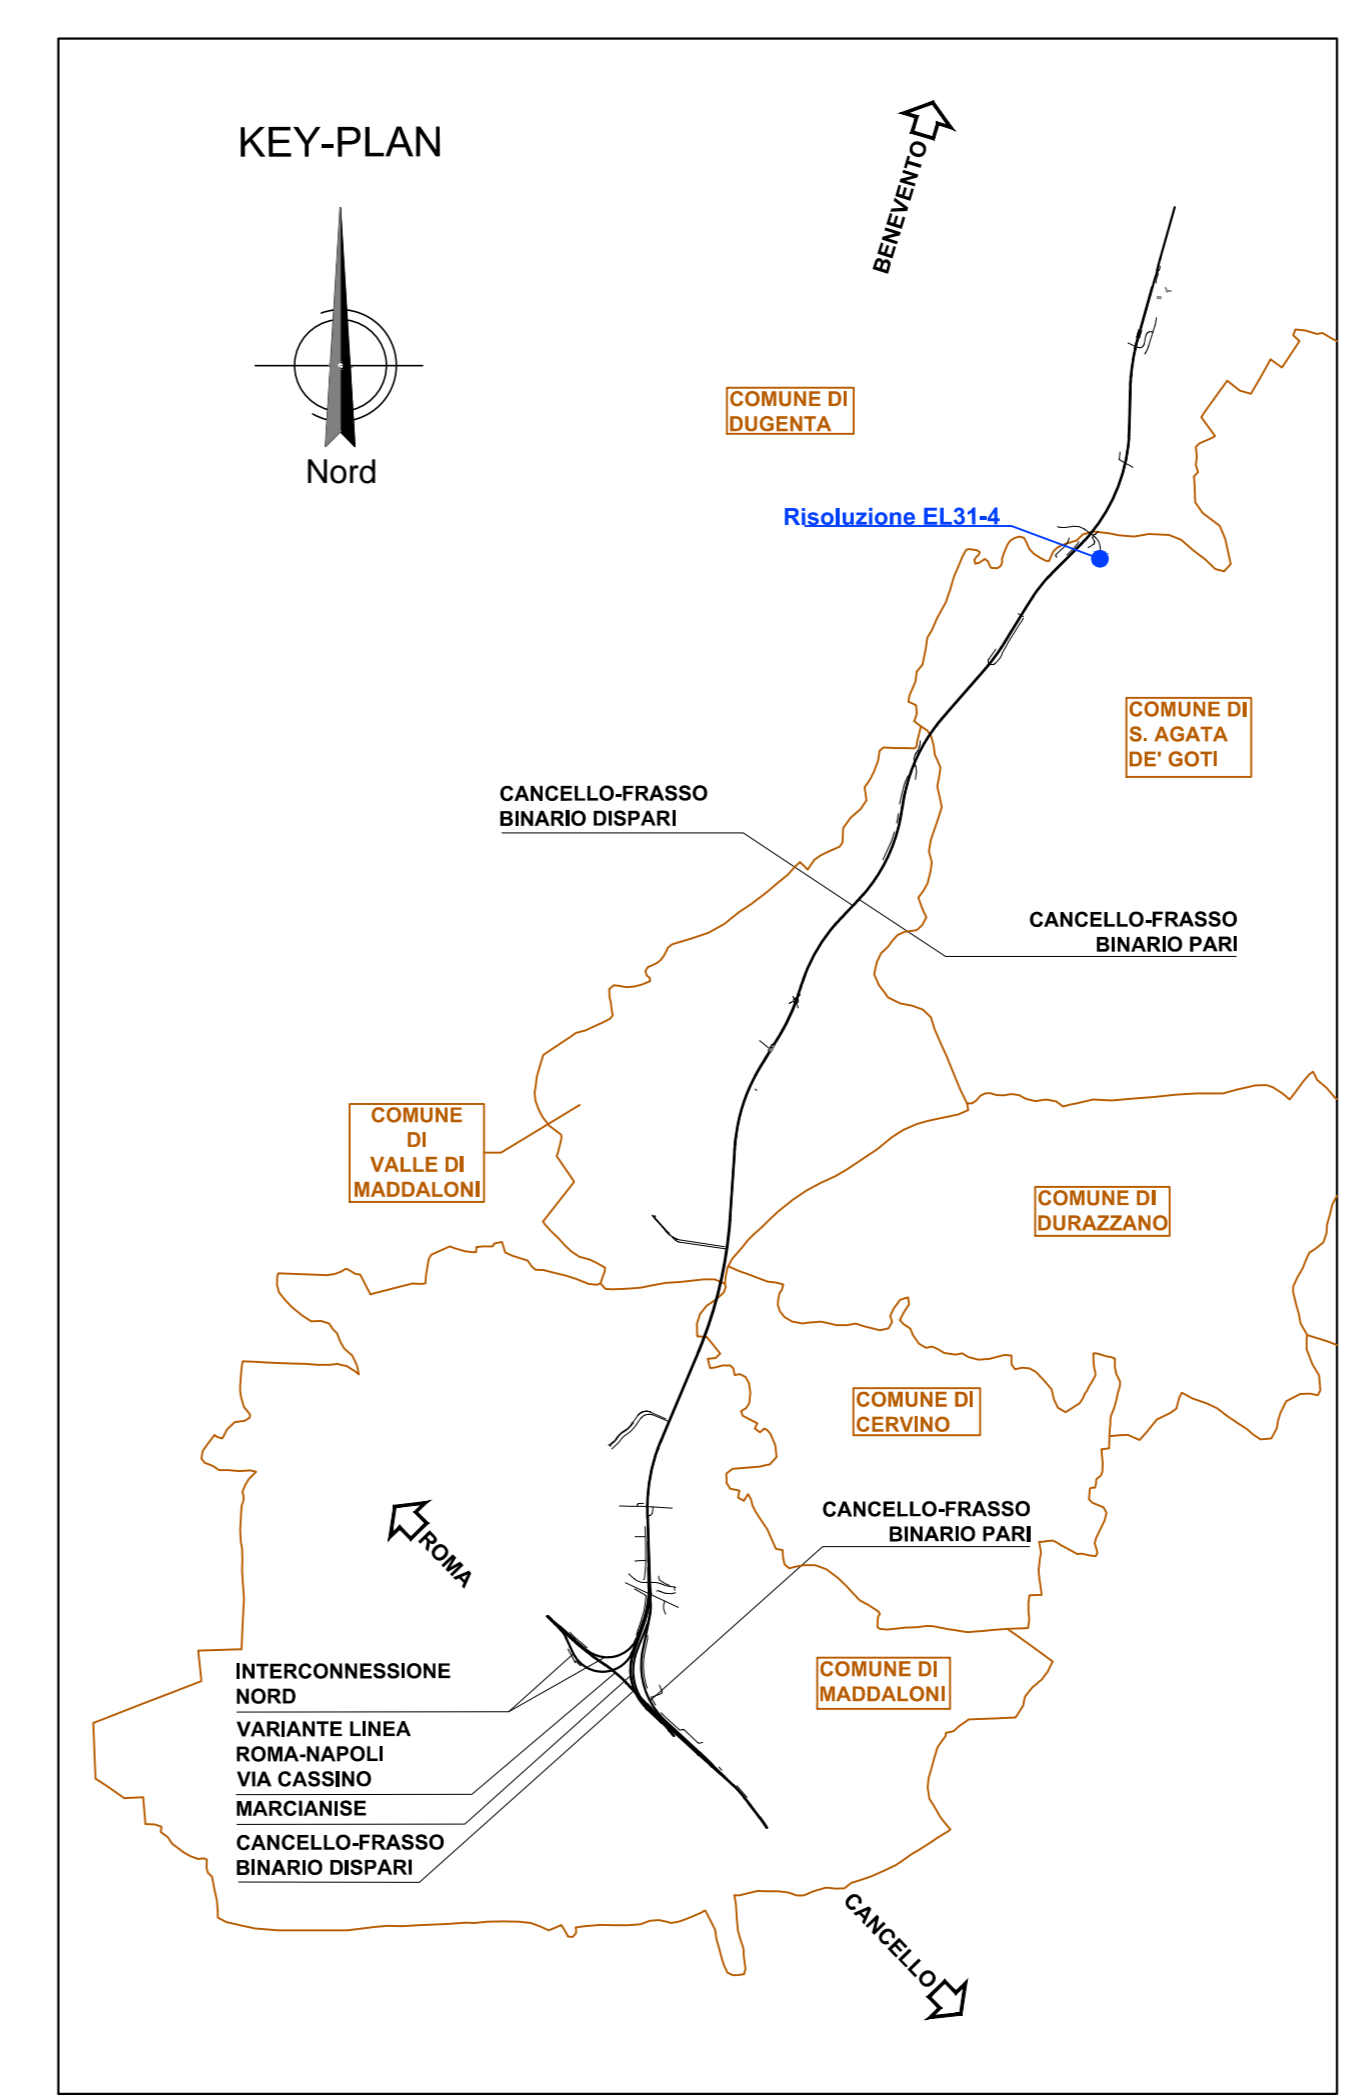 KEY-PLAN
BENEVENTO
Nord
COMUNE DI
DUGENTA
Risoluzione EL31-4
COMUNE DI
S. AGATA
DE' GOTI
CANCELLO-FRASSO
BINARIO DISPARI
CANCELLO-FRASSO
BINARIO PARI
COMUNE
DI
VALLE DI
MADDALONI
COMUNE DI
DURAZZANO
COMUNE DI
CERVINO
CANCELLO-FRASSO
BINARIO PARI
ROMA
INTERCONNESSIONE
NORD
COMUNE DI
MADDALONI
VARIANTE LINEA
ROMA-NAPOLI
VIA CASSINO
MARCIANISE
CANCELLO-FRASSO
BINARIO DISPARI
CANCELLO